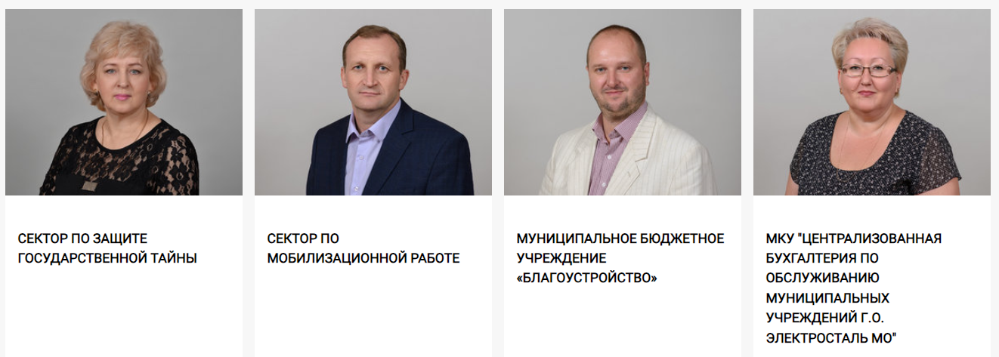 СЕКТОР ПО ЗАЩИТЕ
ГОСУДАРСТВЕННОЙ ТАЙНЫ
СЕКТОР ПО
МОБИЛИЗАЦИОННОЙ РАБОТЕ
МУНИЦИПАЛЬНОЕ БЮДЖЕТНОЕ
УЧРЕЖДЕНИЕ
«БЛАГОУСТРОЙСТВО»
МКУ "ЦЕНТРАЛИЗОВАННАЯ
БУХГАЛТЕРИЯ ПО
ОБСЛУЖИВАНИЮ
МУНИЦИПАЛЬНЫХ
УЧРЕЖДЕНИЙ Г.О.
ЭЛЕКТРОСТАЛЬ МО"